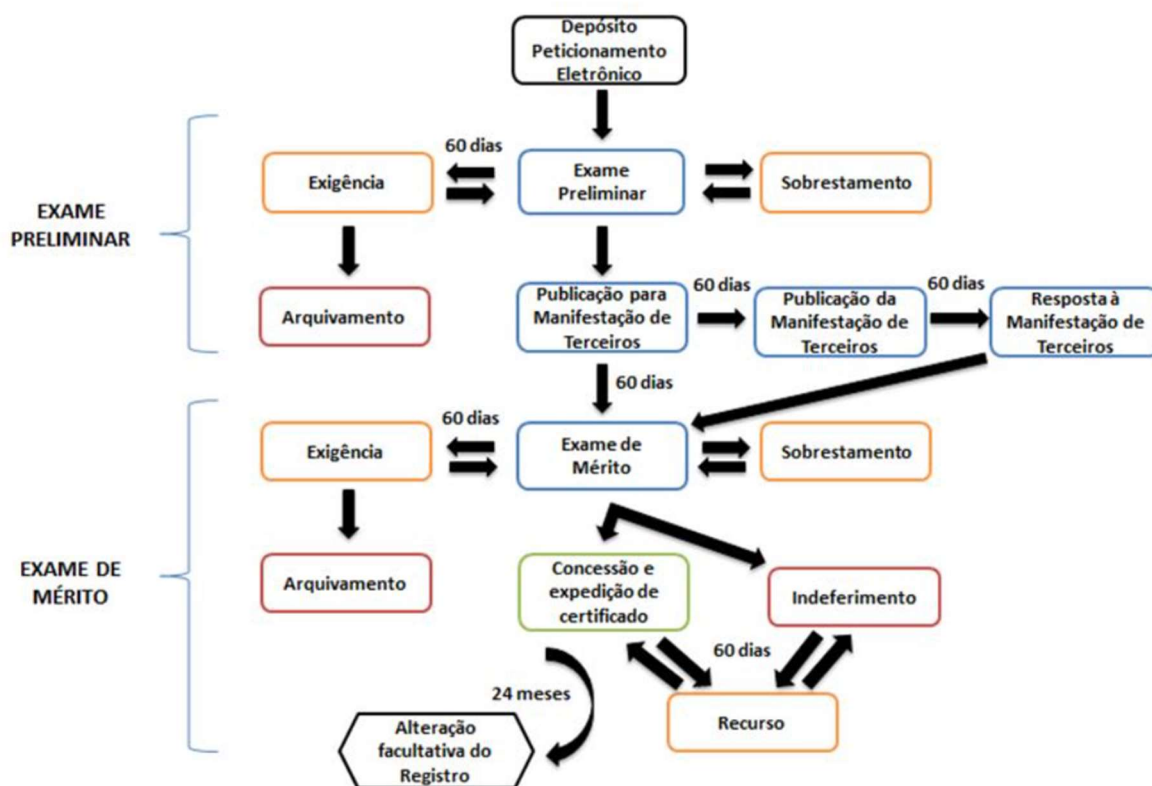 Depósito
Peticionamento
Eletrônico
60 dias
Exigência
Exame
Preliminar
Sobrestamento
EXAME
PRELIMINAR
Arquivamento
Publicação para
Manifestação de
Terceiros
60 dias
Publicação da
Manifestação de
Terceiros
60 dias
Resposta à
Manifestação de
Terceiros
60 dias
60 dias
Exigência
Exame de
Mérito
Sobrestamento
EXAME DE
MÉRITO
Arquivamento
Concessão e
expedição de
certificado
Indeferimento
60 dias
24 meses
Recurso
Alteração
facultativa do
Registro